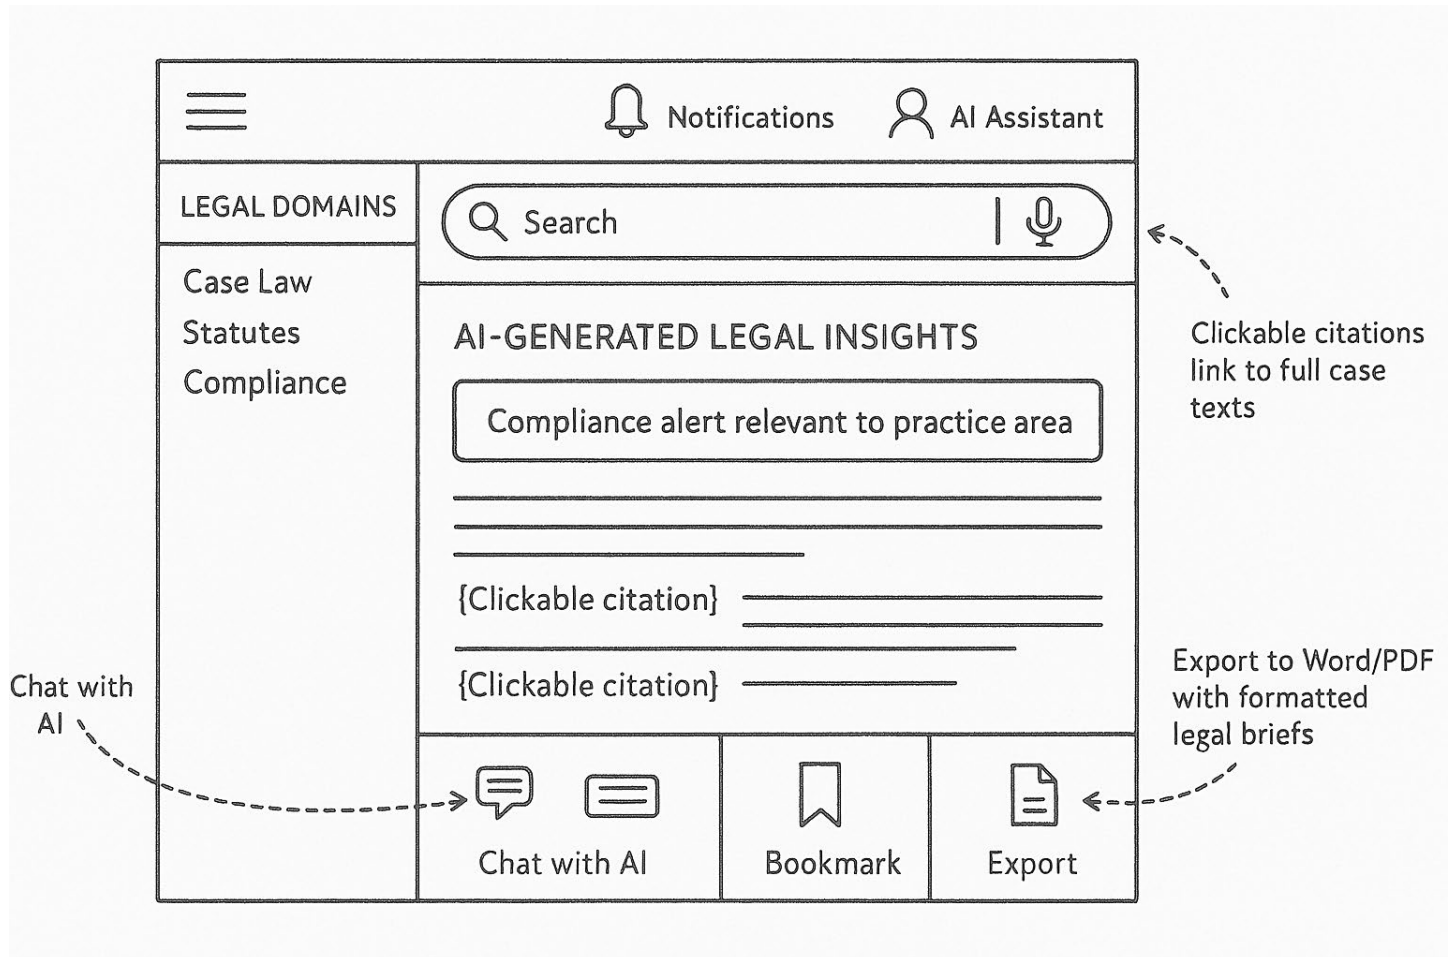 Notifications
AI Assistant
LEGAL DOMAINS
Case Law
Statutes
Compliance
Search
AI-GENERATED LEGAL INSIGHTS
Compliance alert relevant to practice area
{Clickable citation}
{Clickable citation}
Chat with AI
Bookmark
Export
Clickable citations
link to full case
texts
Export to Word/PDF
with formatted
legal briefs
Chat with
AI